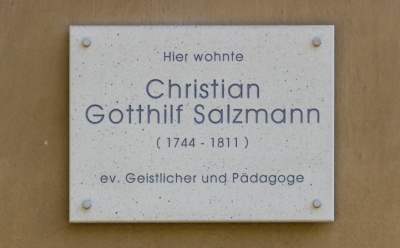 Hier wohnte
Christian
Gotthilf Salzmann
( 1744 - 1811 )
ev. Geistlicher und Pädagoge